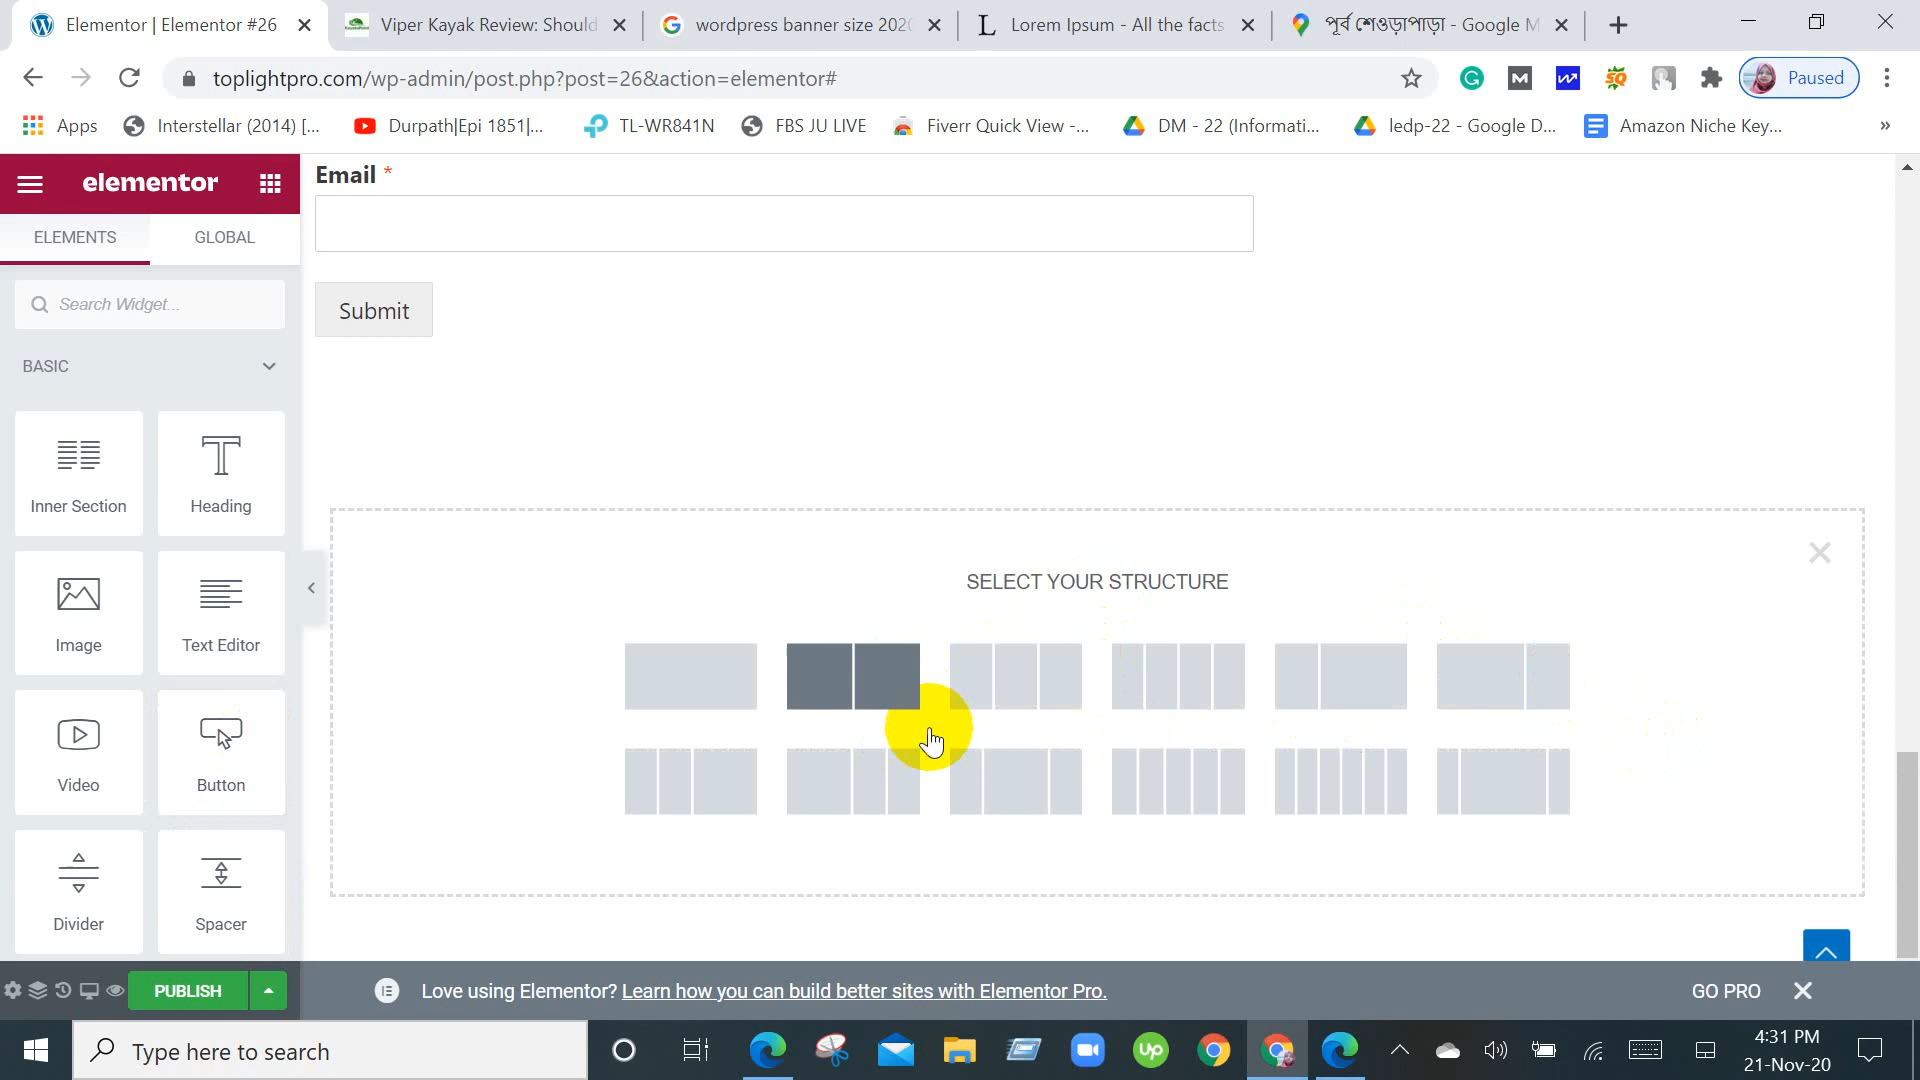 Elementor | Elementor #26
Viper Kayak Review: Should
wordpress banner size 2020
Lorem Ipsum - All the facts
পূর্ব শেওড়াপাড়া - Google M
toplightpro.com/wp-admin/post.php?post=26&action=elementor#
Paused
Apps
Interstellar (2014) [...
Durpath|Epi 1851|...
TL-WR841N
FBS JU LIVE
Fiverr Quick View -...
DM - 22 (Informati...
ledp-22 - Google D...
Amazon Niche Key...
»
elementor
ELEMENTS
GLOBAL
Search Widget...
BASIC
Inner Section
Heading
Image
Text Editor
Video
Button
Divider
Spacer
PUBLISH
Email *
Submit
SELECT YOUR STRUCTURE
Love using Elementor? Learn how you can build better sites with Elementor Pro.
GO PRO
Type here to search
4:31 PM
21-Nov-20